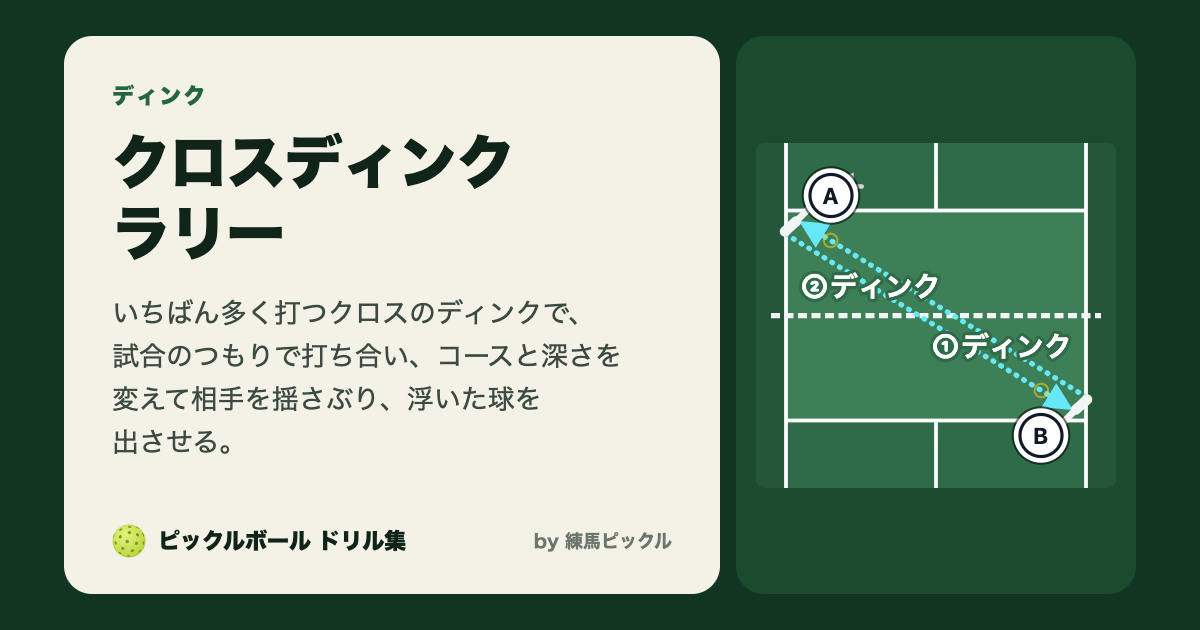 ディンク
クロスディンク
ラリー
いちばん多く打つクロスのディンクで、
試合のつもりで打ち合い、コースと深さを
変えて相手を揺さぶり、浮いた球を
出させる。
ピックルボール ドリル集
by 練馬ピックル
A
②ディンク
①ディンク
B